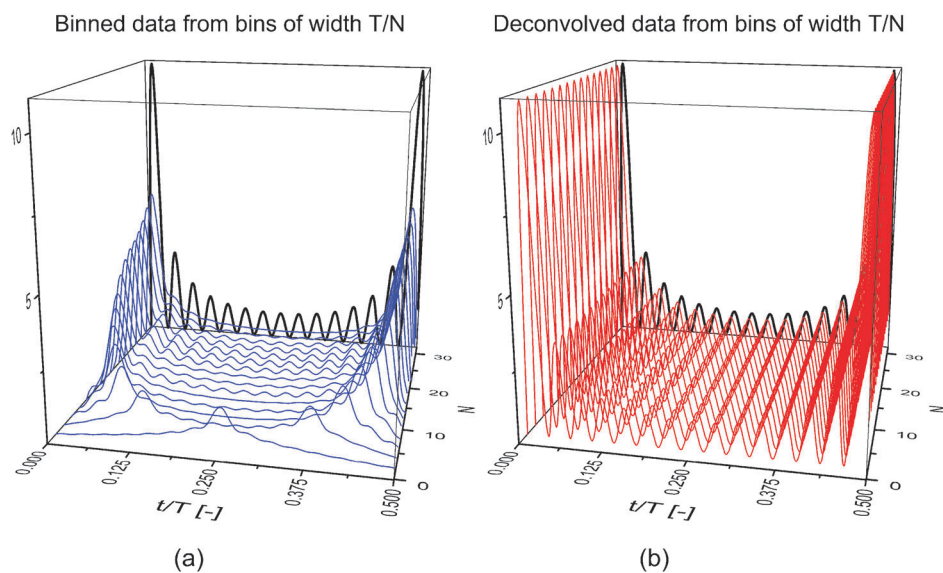 Binned data from bins of width T/N
Deconvolved data from bins of width T/N
10
5
0.000
0.125
0.250
0.375
0.500
t/T [-]
0
10
20
30
N
(a)
10
5
0.000
0.125
0.250
0.375
0.500
t/T [-]
0
10
20
30
N
(b)